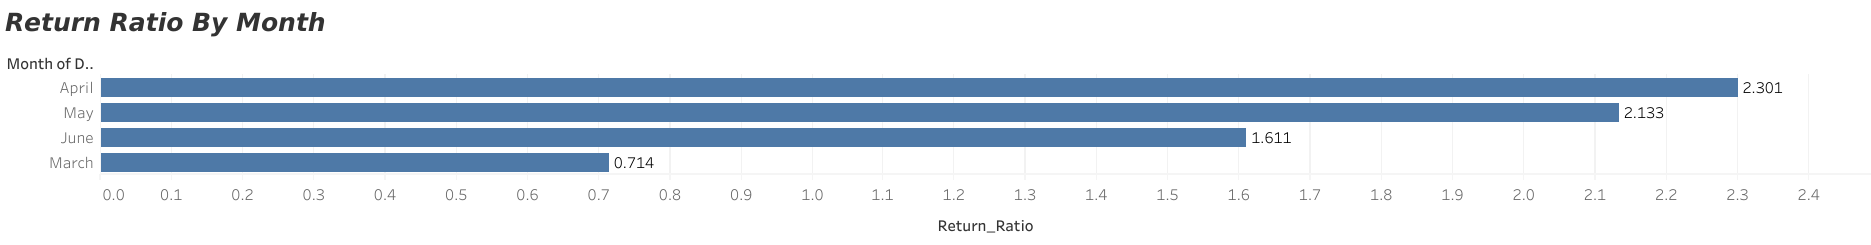 Return Ratio By Month
Month of D..
April 2.301
May 2.133
June 1.611
March 0.714
0.0 0.1 0.2 0.3 0.4 0.5 0.6 0.7 0.8 0.9 1.0 1.1 1.2 1.3 1.4 1.5 1.6 1.7 1.8 1.9 2.0 2.1 2.2 2.3 2.4
Return_Ratio